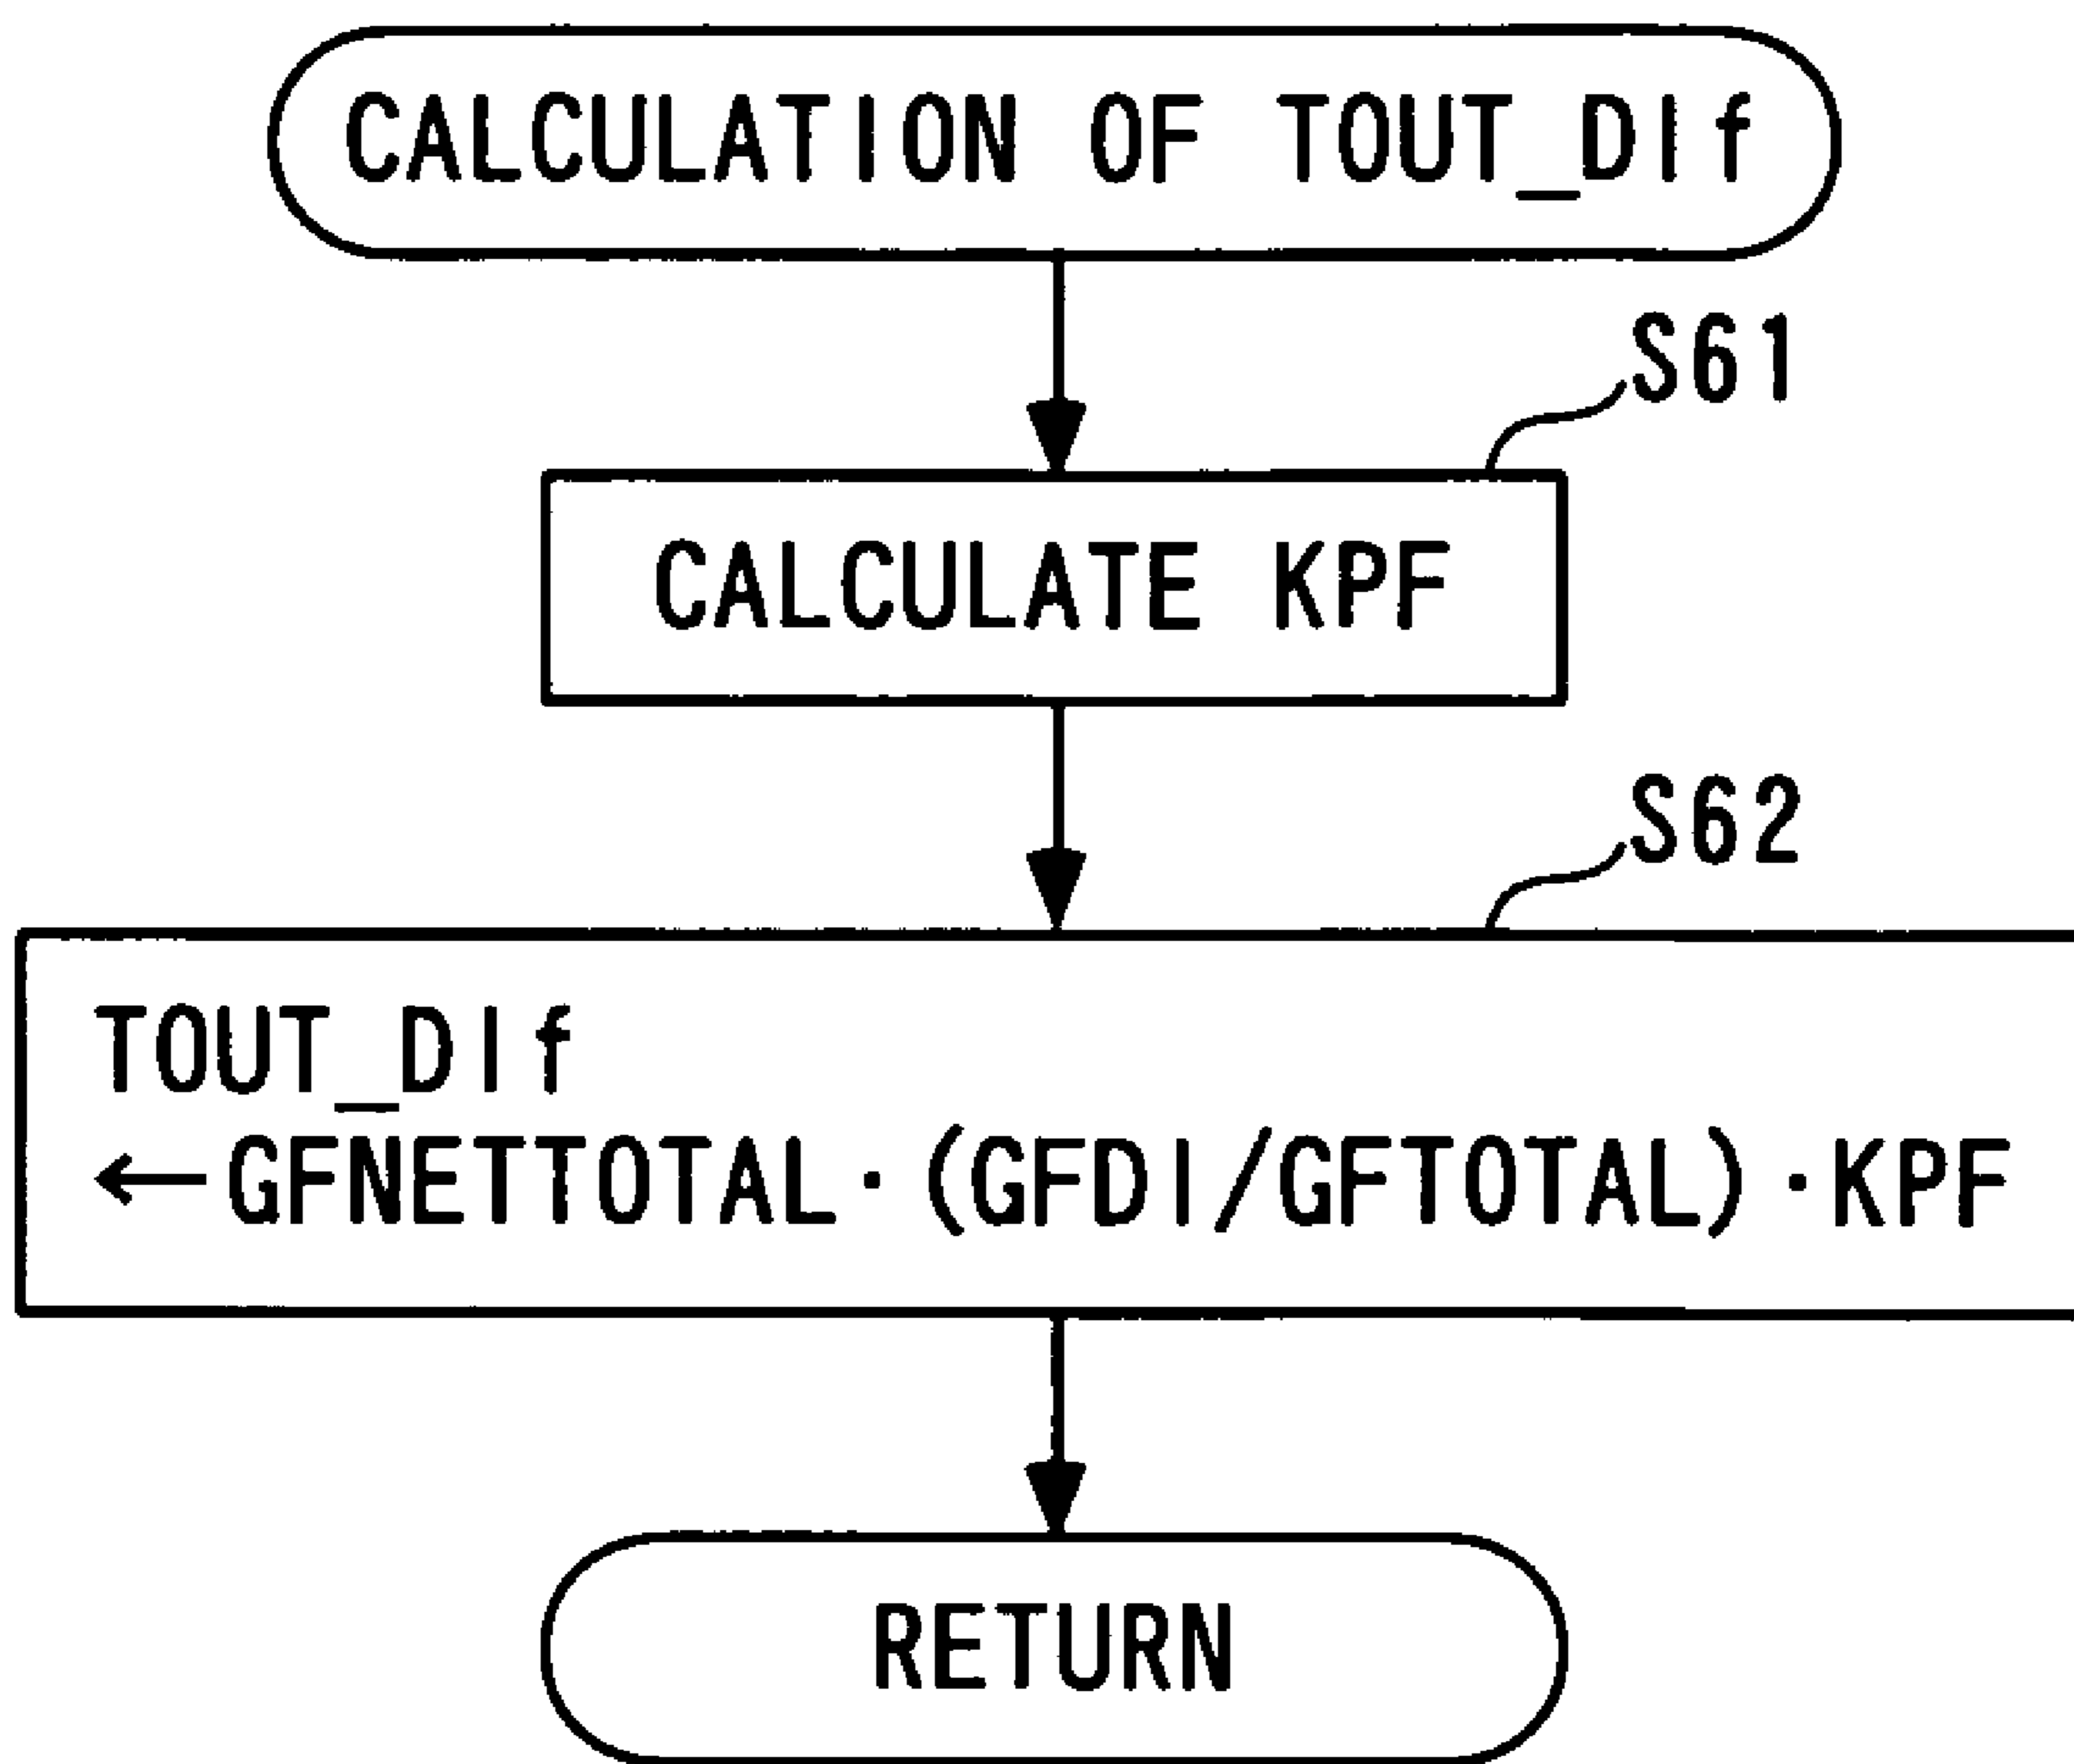 CALCULATION OF TOUT_DIf
S61
CALCULATE KPF
S62
TOUT_DIf
← GFNETTOTAL·(GFDI/GFTOTAL)·KPF
RETURN